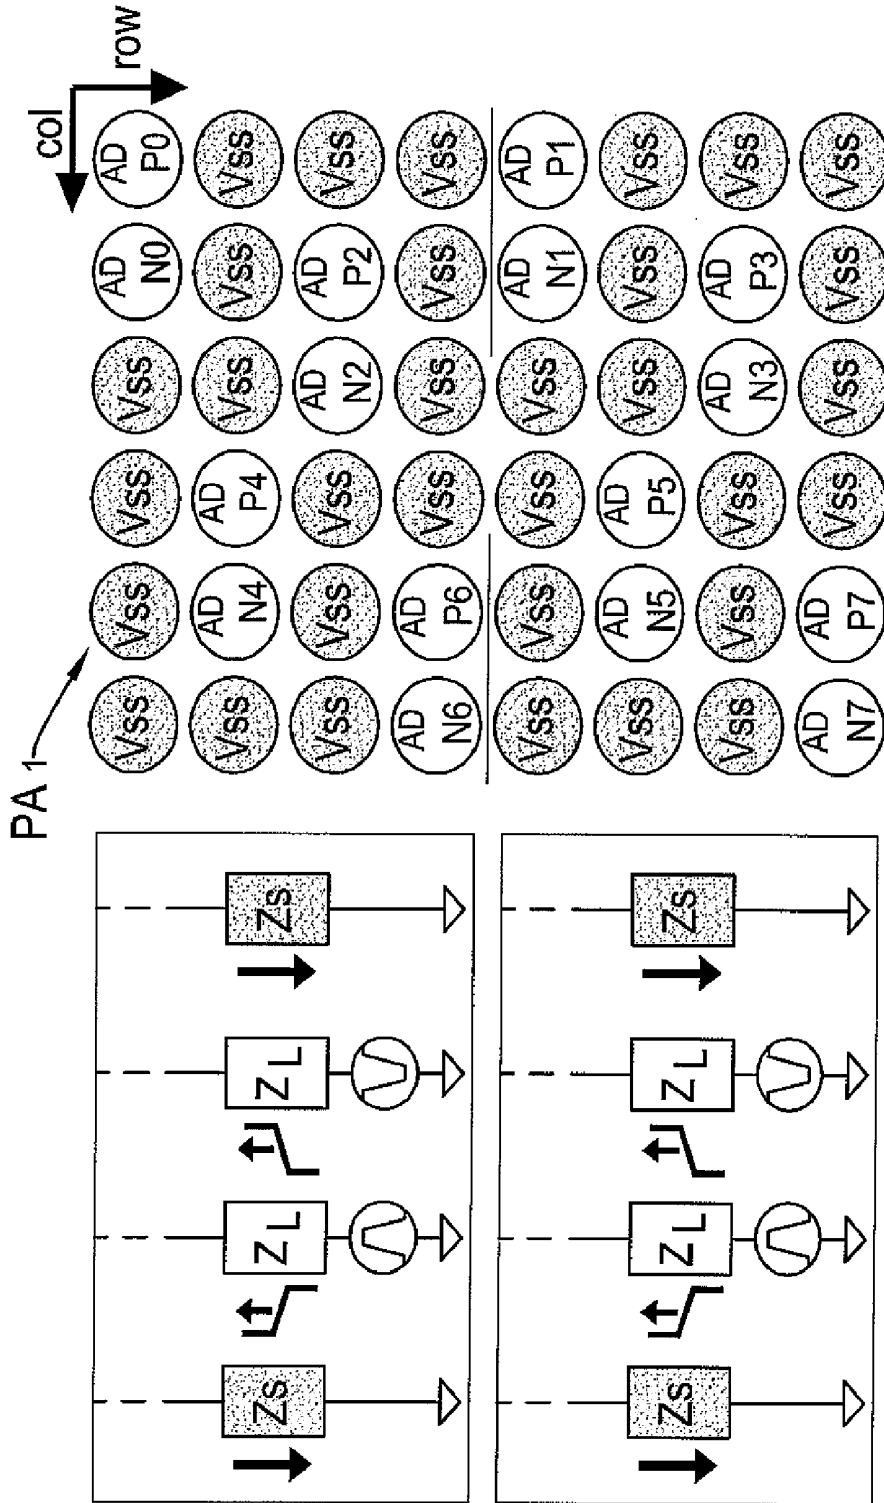 PA 1
col
row
Vss Vss Vss Vss AD N0 AD P0
Vss AD N4 AD P4 Vss Vss Vss
Vss Vss Vss AD N2 AD P2 Vss
AD N6 AD P6 Vss Vss Vss Vss
Vss Vss Vss Vss AD N1 AD P1
Vss AD N5 AD P5 Vss Vss Vss
Vss Vss Vss AD N3 AD P3 Vss
AD N7 AD P7 Vss Vss Vss Vss
Zs ZL ZL Zs
Zs ZL ZL Zs